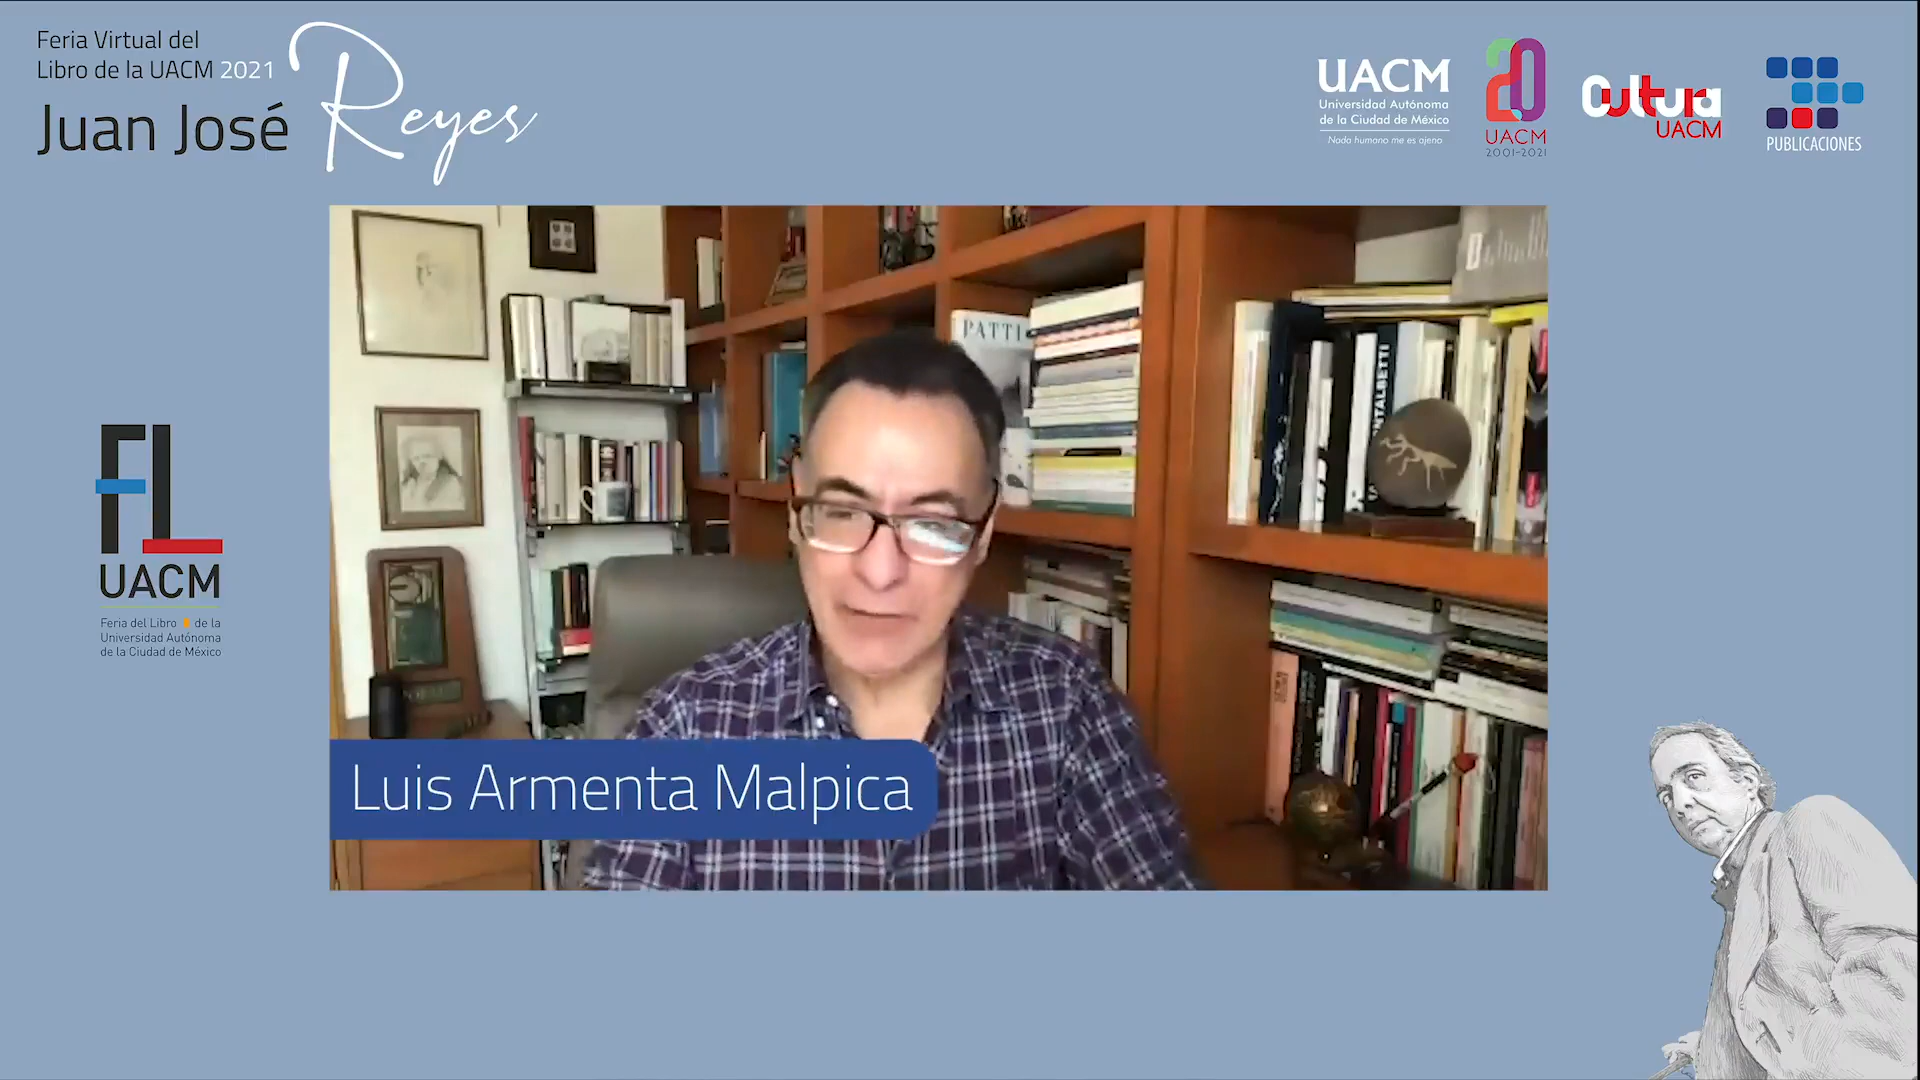 Feria Virtual del
Libro de la UACM 2021
Juan José Reyes
UACM
Universidad Autónoma
de la Ciudad de México
Nada humano me es ajeno
20
UACM
2001-2021
Cultura
UACM
PUBLICACIONES
PATTI
FL
UACM
Feria del Libro de la
Universidad Autónoma
de la Ciudad de México
Luis Armenta Malpica